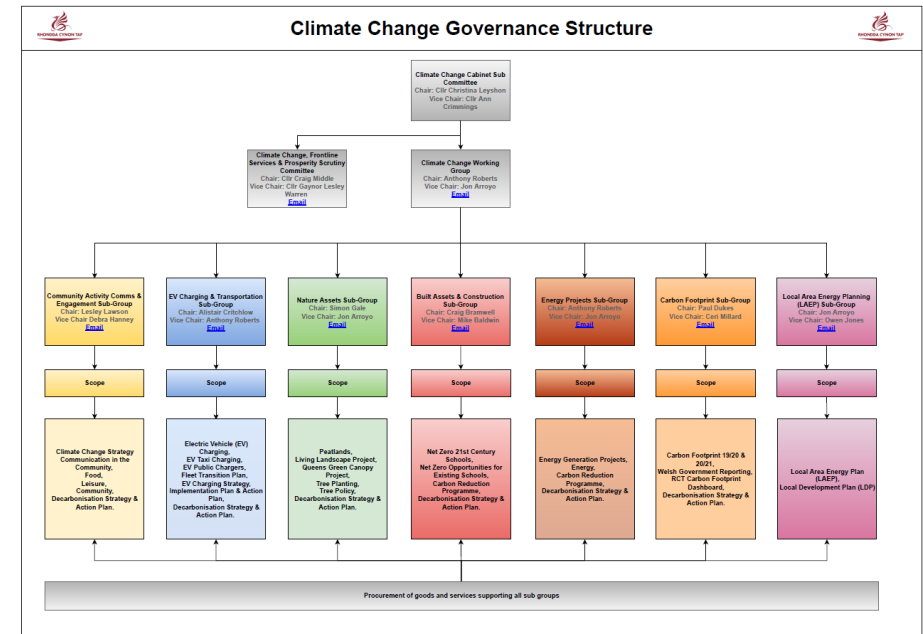 RHONDDA CYNON TAF
Climate Change Governance Structure
RHONDDA CYNON TAF
Climate Change Cabinet Sub
Committee
Chair: Cllr Christina Leyshon
Vice Chair: Cllr Ann
Crimmings
Climate Change, Frontline
Services & Prosperity Scrutiny
Committee
Chair: Cllr Craig Middle
Vice Chair: Cllr Gaynor Lesley
Warren
Email
Climate Change Working
Group
Chair: Anthony Roberts
Vice Chair: Jon Arroyo
Email
Community Activity Comms &
Engagement Sub-Group
Chair: Lesley Lawson
Vice Chair Debra Hanney
Email
EV Charging & Transportation
Sub-Group
Chair: Alistair Critchlow
Vice Chair: Anthony Roberts
Email
Nature Assets Sub-Group
Chair: Simon Gale
Vice Chair: Jon Arroyo
Email
Built Assets & Construction
Sub-Group
Chair: Craig Bramwell
Vice Chair: Mike Baldwin
Email
Energy Projects Sub-Group
Chair: Anthony Roberts
Vice Chair: Jon Arroyo
Email
Carbon Footprint Sub-Group
Chair: Paul Dukes
Vice Chair: Ceri Millard
Email
Local Area Energy Planning
(LAEP) Sub-Group
Chair: Jon Arroyo
Vice Chair: Owen Jones
Email
Scope
Scope
Scope
Scope
Scope
Scope
Scope
Climate Change Strategy
Communication in the
Community,
Food,
Leisure,
Community,
Decarbonisation Strategy &
Action Plan.
Electric Vehicle (EV)
Charging,
EV Taxi Charging,
EV Public Chargers,
Fleet Transition Plan,
EV Charging Strategy,
Implementation Plan & Action
Plan,
Decarbonisation Strategy &
Action Plan.
Peatlands,
Living Landscape Project,
Queens Green Canopy
Project,
Tree Planting,
Tree Policy,
Decarbonisation Strategy &
Action Plan.
Net Zero 21st Century
Schools,
Net Zero Opportunities for
Existing Schools,
Carbon Reduction
Programme,
Decarbonisation Strategy &
Action Plan.
Energy Generation Projects,
Energy,
Carbon Reduction
Programme,
Decarbonisation Strategy &
Action Plan.
Carbon Footprint 19/20 &
20/21,
Welsh Government Reporting,
RCT Carbon Footprint
Dashboard,
Decarbonisation Strategy &
Action Plan.
Local Area Energy Plan
(LAEP),
Local Development Plan (LDP)
Procurement of goods and services supporting all sub groups